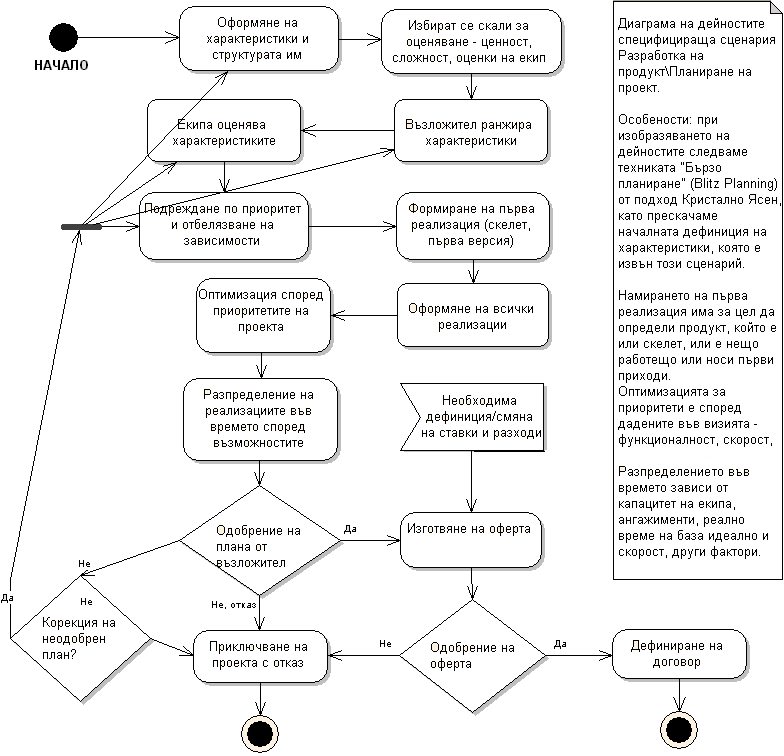 НАЧАЛО
Оформяне на
характеристики и
структурата им
Избират се скали за
оценяване - ценност,
сложност, оценки на екип
Екипа оценява
характеристиките
Възложител ранжира
характеристики
Подреждане по приоритет
и отбелязване на
зависимости
Формиране на първа
реализация (скелет,
първа версия)
Оптимизация според
приоритетите на
проекта
Оформяне на всички
реализации
Разпределение на
реализациите във
времето според
възможностите
Необходима
дефиниция/смяна
на ставки и разходи
Одобрение на
плана от
възложител
Да
Изготвяне на оферта
Не
Не, отказ
Да
Не
Корекция на
неодобрен
план?
Приключване на
проекта с отказ
Не
Одобрение на
оферта
Да
Дефиниране на
договор
Диаграма на дейностите
специфицираща сценария
Разработка на
продукт\Планиране на
проект.
Особености: при
изобразяването на
дейностите следваме
техниката "Бързо
планиране" (Blitz Planning)
от подход Кристално Ясен,
като прескачаме
началната дефиниция на
характеристики, която е
извън този сценарий.
Намирането на първа
реализация има за цел да
определи продукт, който е
или скелет, или е нещо
работещо или носи първи
приходи.
Оптимизацията за
приоритети е според
дадените във визията -
функционалност, скорост,
Разпределението във
времето зависи от
капацитет на екипа,
ангажименти, реално
време на база идеално и
скорост, други фактори.